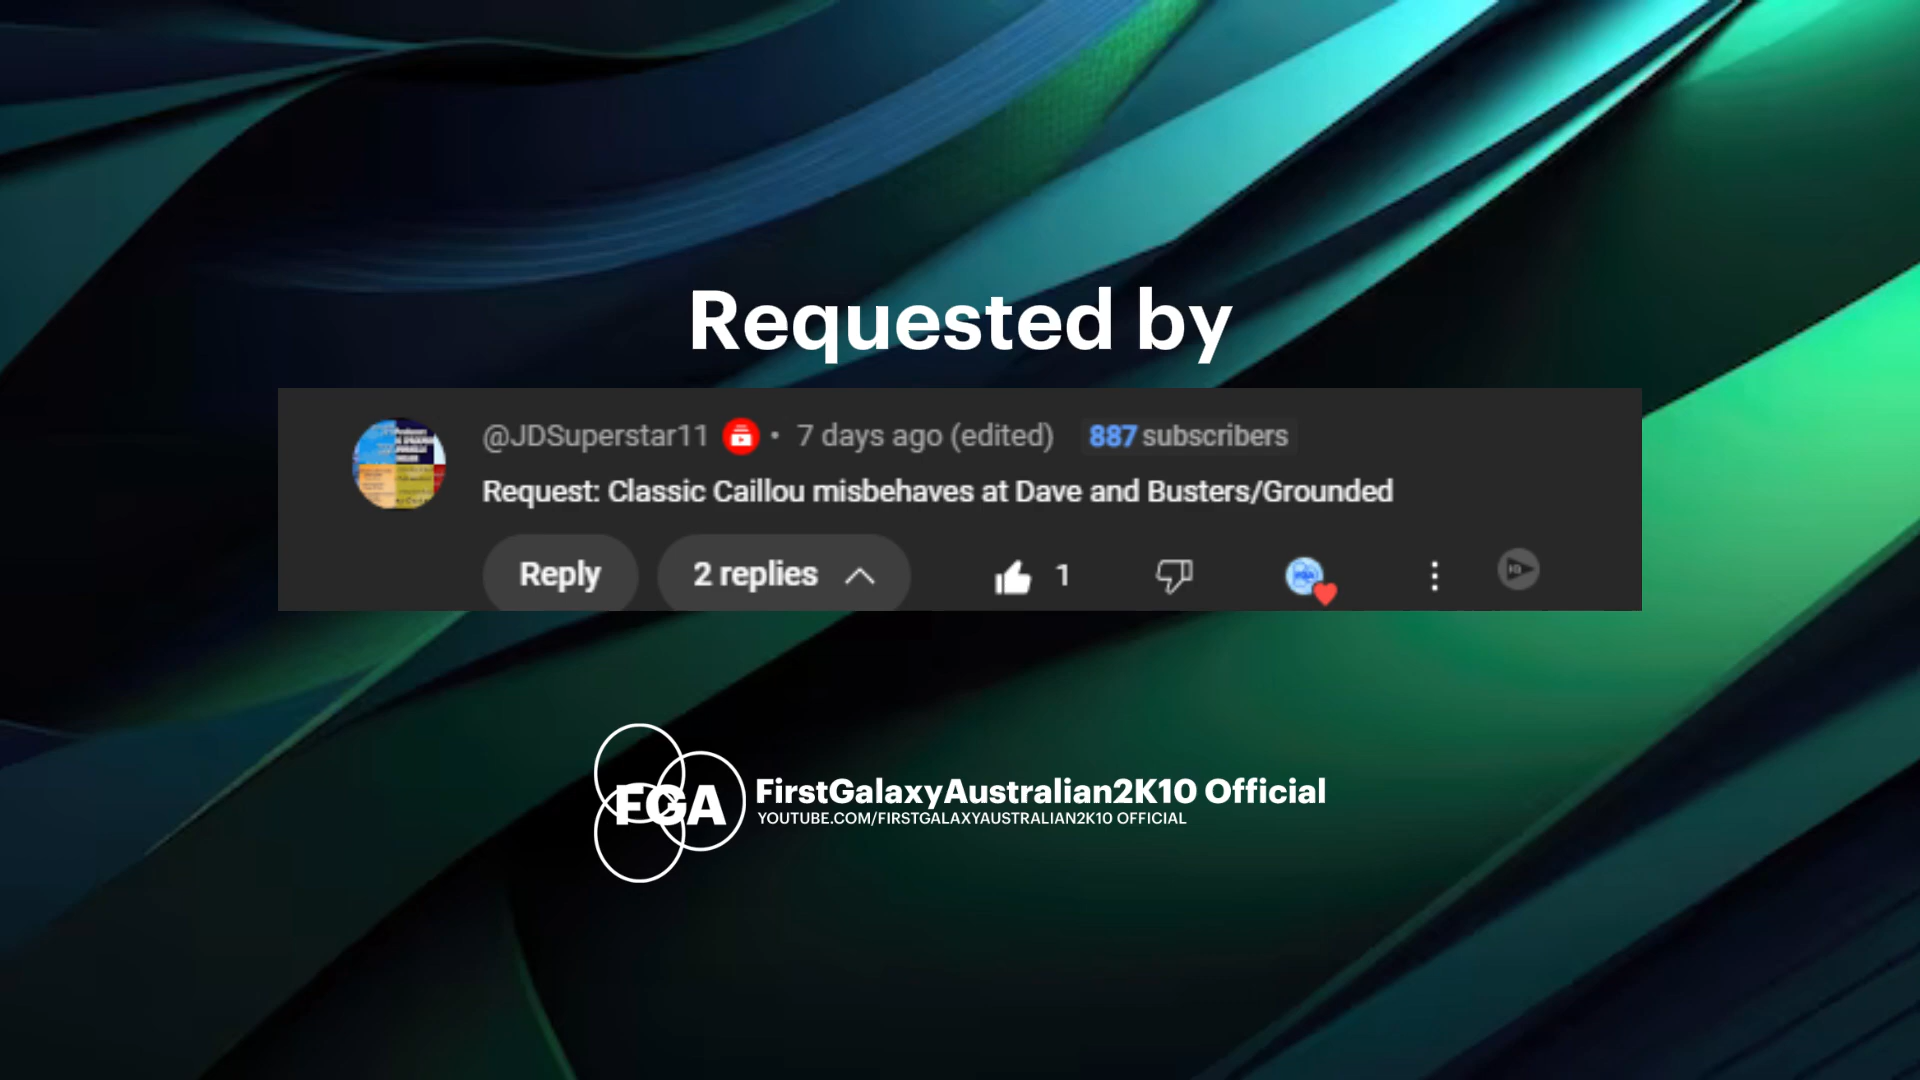 Requested by
@JDSuperstar11 • 7 days ago (edited) 887 subscribers
Request: Classic Caillou misbehaves at Dave and Busters/Grounded
Reply 2 replies 1
FGA FirstGalaxyAustralian2K10 Official
YOUTUBE.COM/FIRSTGALAXYAUSTRALIAN2K10 OFFICIAL